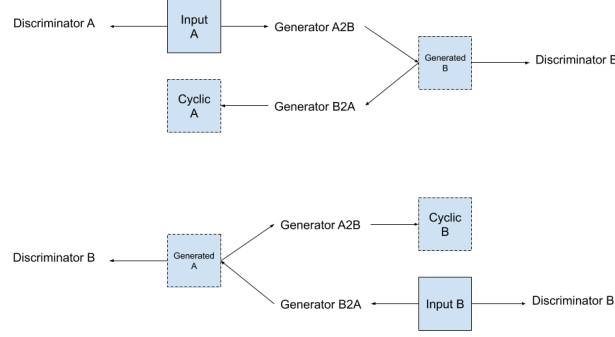 Discriminator A
Input
A
Generator A2B
Generated
B
Discriminator B
Cyclic
A
Generator B2A
Generator A2B
Cyclic
B
Discriminator B
Generated
A
Generator B2A
Input B
Discriminator B